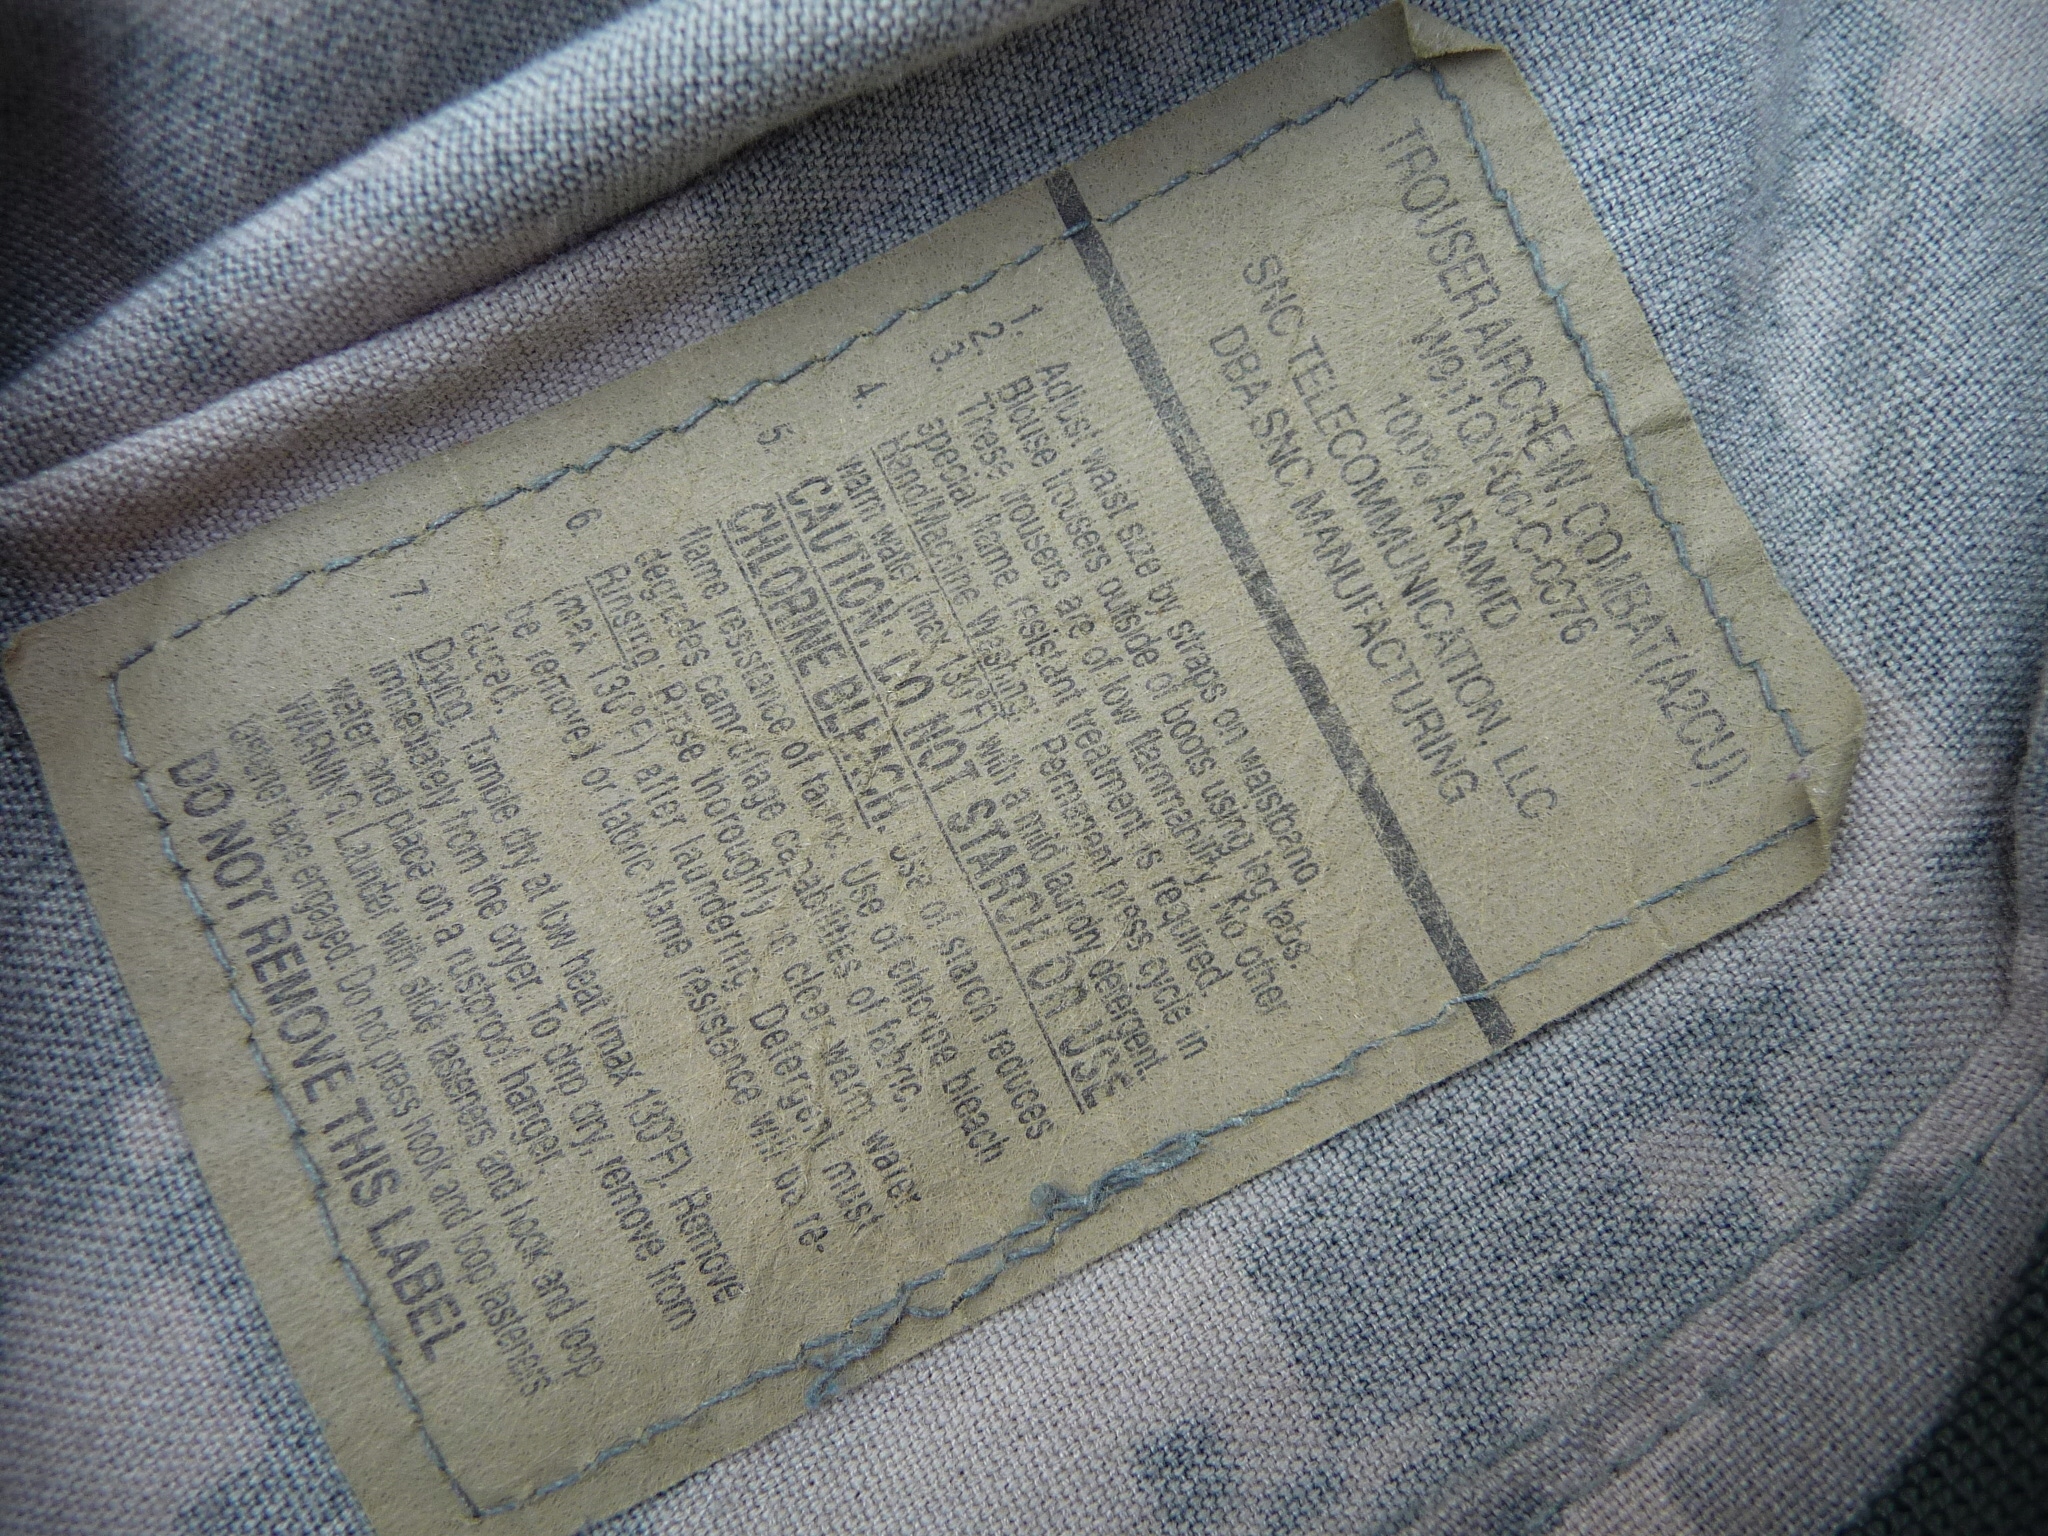 TROUSER AIRCREW, COMBAT (A2CU)
W911QY-06-C-0076
100% ARAMID
SNC TELECOMMUNICATION, LLC
DBA SNC MANUFACTURING
1. Adjust waist size by straps on waistband.
2. Blouse trousers outside of boots using leg tabs.
3. These trousers are of low flammability. No other
special flame resistant treatment is required.
4. Hand/Machine Washing: Permanent press cycle in
warm water (max 130°F) with a mild laundry detergent.
CAUTION: DO NOT STARCH OR USE
CHLORINE BLEACH. Use of starch reduces
5. flame resistance of fabric. Use of chlorine bleach
degrades camouflage capabilities of fabric.
Rinsing: Rinse thoroughly in clear warm water
(max 130°F) after laundering. Detergent must
6. be removed or fabric flame resistance will be re-
duced.
Drying: Tumble dry at low heat (max 130°F). Remove
immediately from the dryer. To drip dry, remove from
7. water and place on a rustproof hanger.
WARNING: Launder with slide fasteners and hook and loop
fastener tape engaged. Do not press hook and loop fasteners
DO NOT REMOVE THIS LABEL